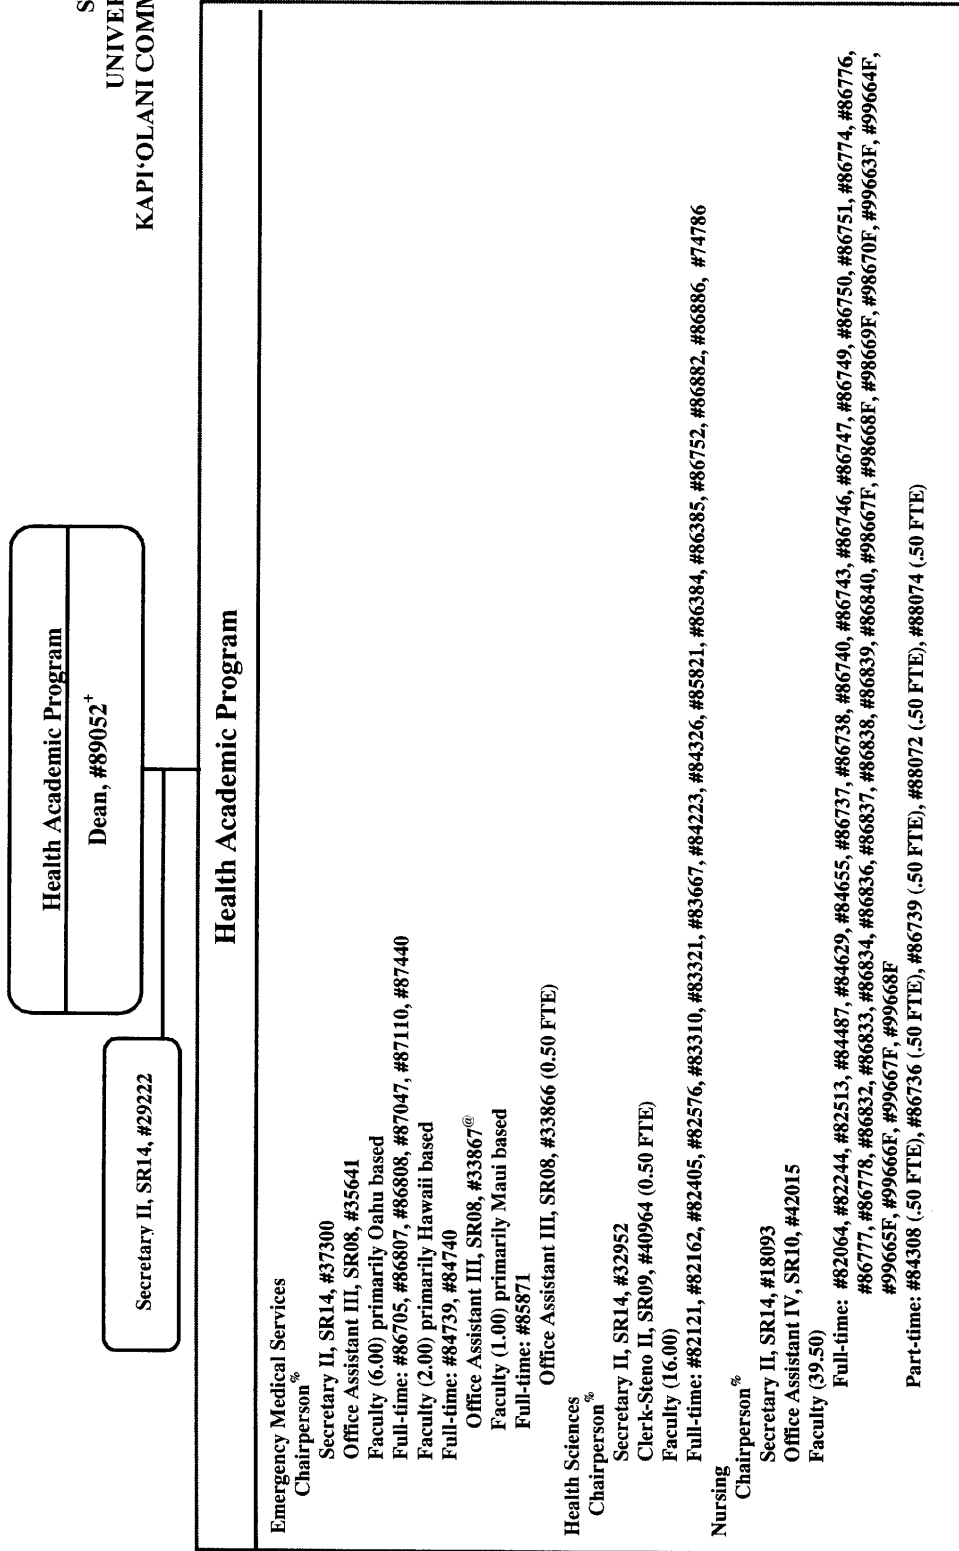 S
UNIVER
KAPI‘OLANI COMM
Health Academic Program
Dean, #89052+
Secretary II, SR14, #29222
Health Academic Program
Emergency Medical Services
Chairperson%
Secretary II, SR14, #37300
Office Assistant III, SR08, #35641
Faculty (6.00) primarily Oahu based
Full-time: #86705, #86807, #86808, #87047, #87110, #87440
Faculty (2.00) primarily Hawaii based
Full-time: #84739, #84740
Office Assistant III, SR08, #33867@
Faculty (1.00) primarily Maui based
Full-time: #85871
Office Assistant III, SR08, #33866 (0.50 FTE)
Health Sciences
Chairperson%
Secretary II, SR14, #32952
Clerk-Steno II, SR09, #40964 (0.50 FTE)
Faculty (16.00)
Full-time: #82121, #82162, #82405, #82576, #83310, #83321, #83667, #84223, #84326, #85821, #86384, #86385, #86752, #86882, #86886, #74786
Nursing
Chairperson%
Secretary II, SR14, #18093
Office Assistant IV, SR10, #42015
Faculty (39.50)
Full-time: #82064, #82244, #82513, #84487, #84629, #84655, #86737, #86738, #86740, #86743, #86746, #86747, #86749, #86750, #86751, #86774, #86776,
#86777, #86778, #86832, #86833, #86834, #86836, #86837, #86838, #86839, #86840, #98667F, #98668F, #98669F, #98670F, #99663F, #99664F,
#99665F, #99666F, #99667F, #99668F
Part-time: #84308 (.50 FTE), #86736 (.50 FTE), #86739 (.50 FTE), #88072 (.50 FTE), #88074 (.50 FTE)